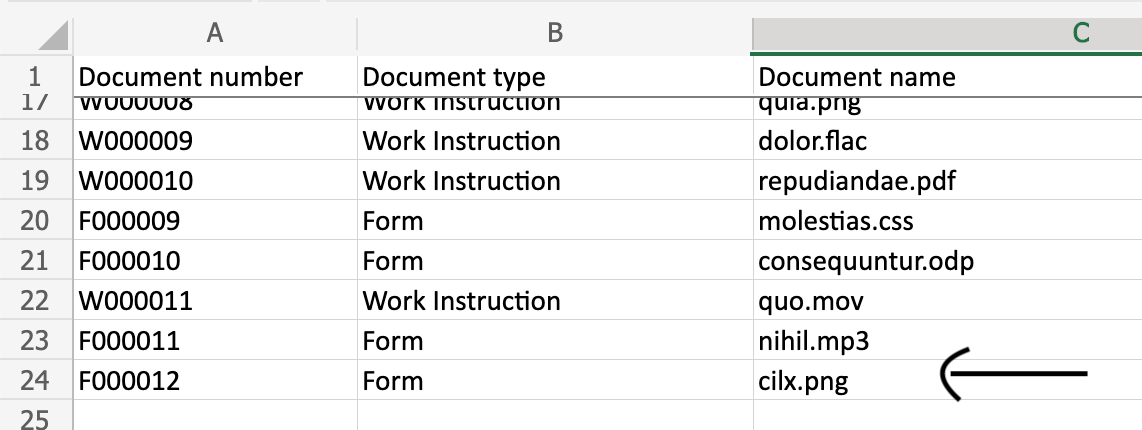 A B C
1 Document number Document type Document name
17 W000008 Work Instruction quia.png
18 W000009 Work Instruction dolor.flac
19 W000010 Work Instruction repudiandae.pdf
20 F000009 Form molestias.css
21 F000010 Form consequuntur.odp
22 W000011 Work Instruction quo.mov
23 F000011 Form nihil.mp3
24 F000012 Form cilx.png
25